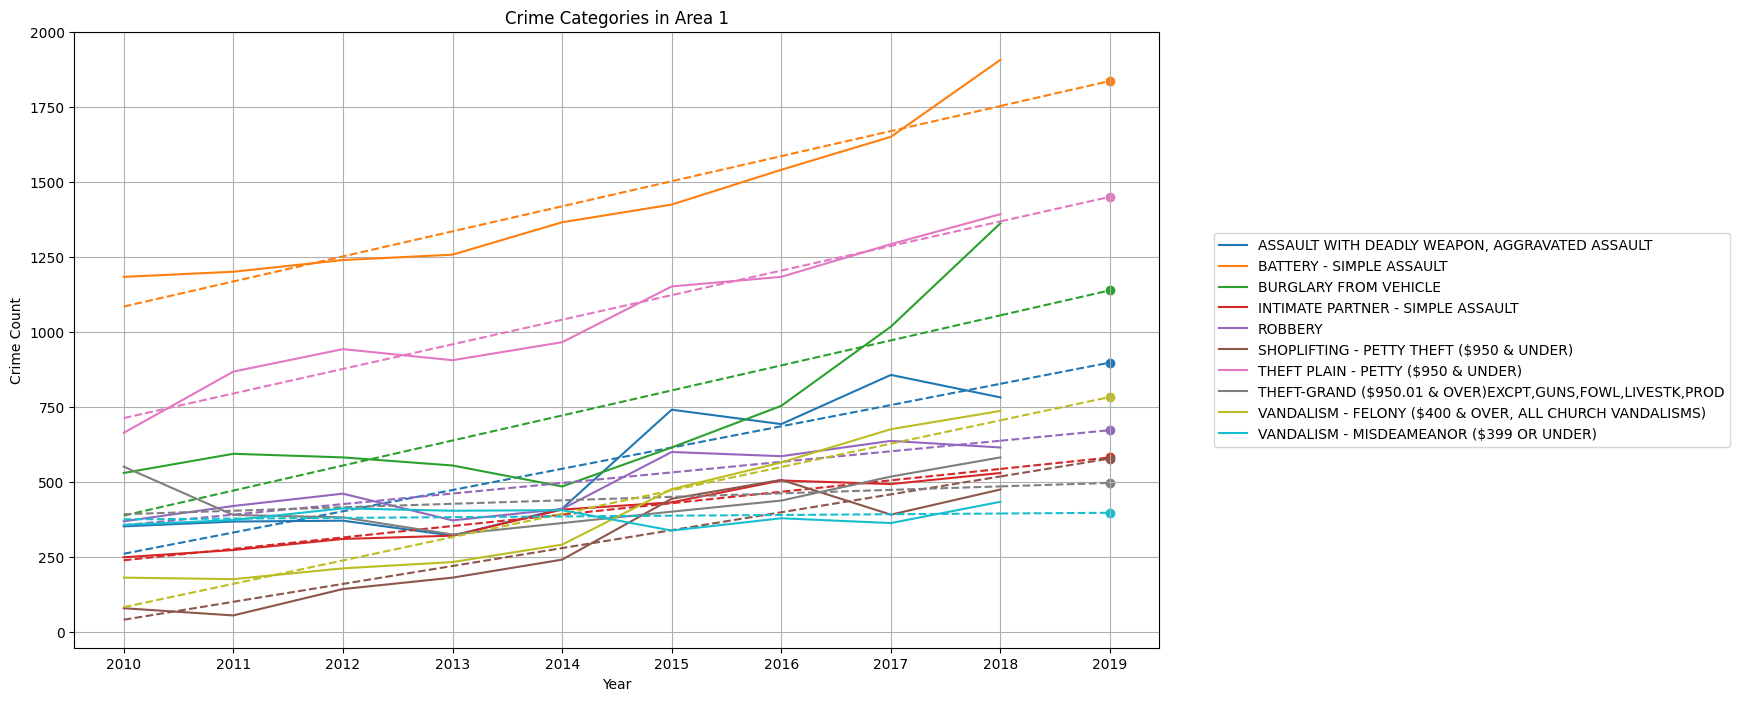 Crime Categories in Area 1
2000
1750
1500
1250
1000
750
500
250
0
Crime Count
2010 2011 2012 2013 2014 2015 2016 2017 2018 2019
Year
ASSAULT WITH DEADLY WEAPON, AGGRAVATED ASSAULT
BATTERY - SIMPLE ASSAULT
BURGLARY FROM VEHICLE
INTIMATE PARTNER - SIMPLE ASSAULT
ROBBERY
SHOPLIFTING - PETTY THEFT ($950 & UNDER)
THEFT PLAIN - PETTY ($950 & UNDER)
THEFT-GRAND ($950.01 & OVER)EXCPT,GUNS,FOWL,LIVESTK,PROD
VANDALISM - FELONY ($400 & OVER, ALL CHURCH VANDALISMS)
VANDALISM - MISDEAMEANOR ($399 OR UNDER)